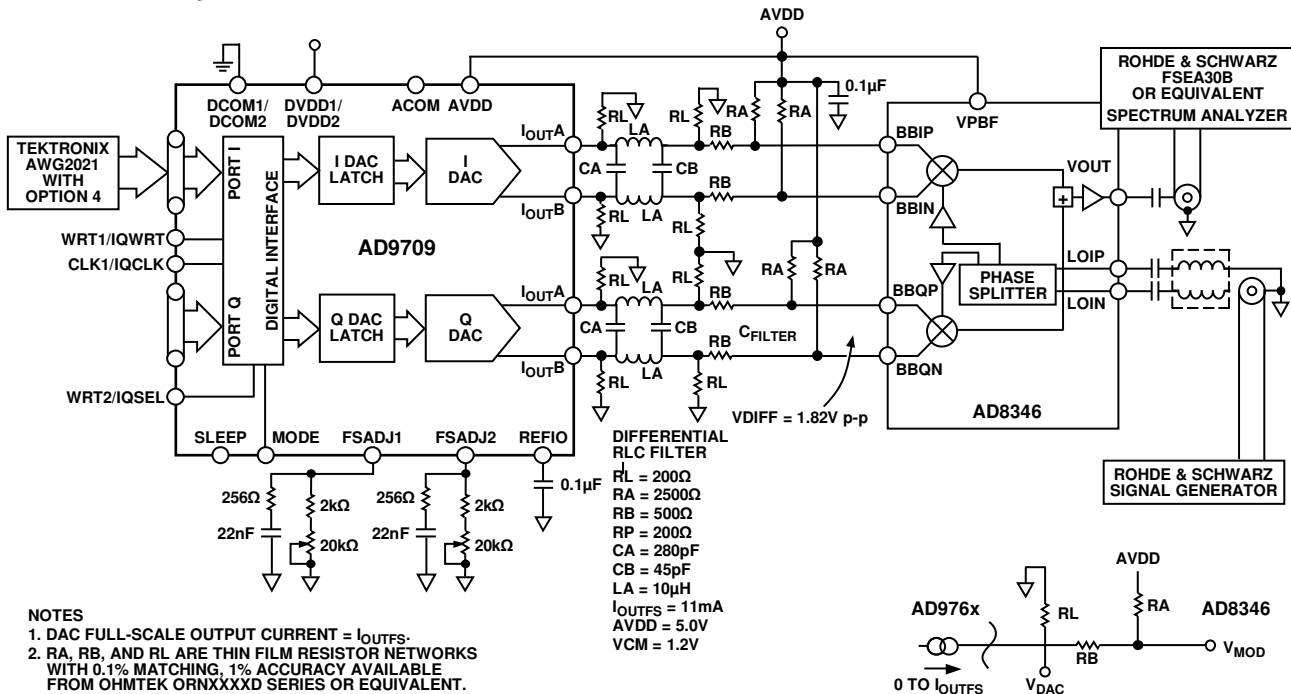 AVDD
ROHDE & SCHWARZ
FSEA30B
OR EQUIVALENT
SPECTRUM ANALYZER
DCOM1/
DCOM2
DVDD1/
DVDD2
ACOM
AVDD
RL
LA
RL
RB
RA
RA
0.1µF
VPBF
TEKTRONIX
AWG2021
WITH
OPTION 4
PORT I
DIGITAL INTERFACE
I DAC
LATCH
I
DAC
IOUTA
CA
CB
IOUTB
RL
LA
RB
RL
BBIP
BBIN
VOUT
+
AD9709
WRT1/IQWRT
CLK1/IQCLK
PORT Q
Q DAC
LATCH
Q
DAC
IOUTA
RL
LA
RL
RB
RA
RA
CA
CB
CFILTER
IOUTB
RL
LA
RB
RL
BBQP
BBQN
PHASE
SPLITTER
LOIP
LOIN
VDIFF = 1.82V p-p
AD8346
WRT2/IQSEL
SLEEP
MODE
FSADJ1
FSADJ2
REFIO
256Ω
2kΩ
22nF
20kΩ
256Ω
2kΩ
22nF
20kΩ
0.1µF
DIFFERENTIAL
RLC FILTER
RL = 200Ω
RA = 2500Ω
RB = 500Ω
RP = 200Ω
CA = 280pF
CB = 45pF
LA = 10µH
IOUTFS = 11mA
AVDD = 5.0V
VCM = 1.2V
ROHDE & SCHWARZ
SIGNAL GENERATOR
AVDD
AD976x
RL
RA
AD8346
RB
VMOD
0 TO IOUTFS
VDAC
NOTES
1. DAC FULL-SCALE OUTPUT CURRENT = IOUTFS.
2. RA, RB, AND RL ARE THIN FILM RESISTOR NETWORKS
WITH 0.1% MATCHING, 1% ACCURACY AVAILABLE
FROM OHMTEK ORNXXXXD SERIES OR EQUIVALENT.